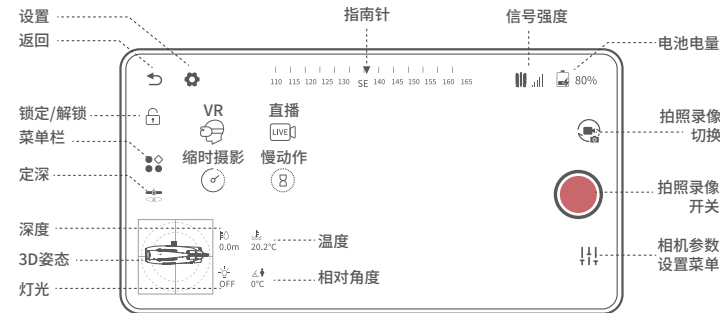 设置
指南针
信号强度
返回
电池电量
110 115 120 125 130 SE 140 145 150 155 160 165
80%
锁定/解锁
VR
直播
LIVE
拍照录像
切换
菜单栏
缩时摄影
慢动作
定深
拍照录像
开关
深度
0.0m
20.2°C
温度
3D姿态
相机参数
设置菜单
灯光
OFF
0°C
相对角度